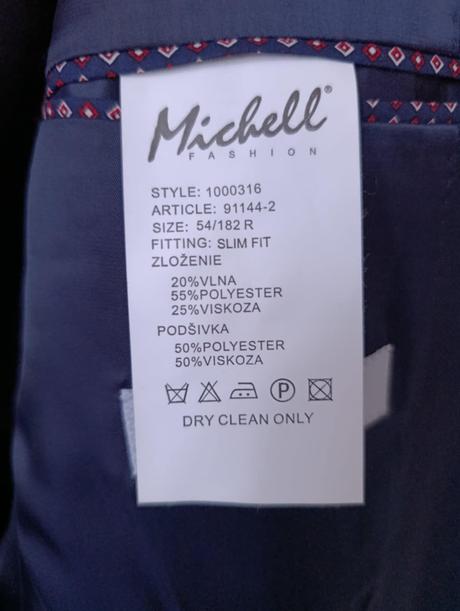 Michell®
FASHION
STYLE: 1000316
ARTICLE: 91144-2
SIZE: 54/182 R
FITTING: SLIM FIT
ZLOŽENIE
20%VLNA
55%POLYESTER
25%VISKOZA
PODŠIVKA
50%POLYESTER
50%VISKOZA
P
DRY CLEAN ONLY